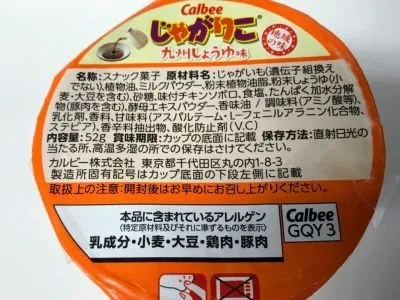 Calbee
じゃがりこ
九州しょうゆ味
地域の味
名称:スナック菓子 原材料名:じゃがいも(遺伝子組換え
でない)、植物油、ミルクパウダー、粉末植物油脂、粉末しょうゆ(小
麦・大豆を含む)、砂糖、味付チキンソボロ、食塩、たんぱく加水分解
物(豚肉を含む)、酵母エキスパウダー、香味油 / 調味料(アミノ酸等)、
乳化剤、香料、甘味料(アスパルテーム・L-フェニルアラニン化合物、
ステビア)、香辛料抽出物、酸化防止剤(V.C)
内容量:52g 賞味期限:カップの底面に記載 保存方法:直射日光の
当たる所、高温多湿の所での保存はさけてください。
カルビー株式会社 東京都千代田区丸の内1-8-3
製造所固有記号はカップ底面の下段左側に記載
取扱上の注意:開封後はお早めにお召し上がりください。
本品に含まれているアレルゲン
(特定原材料及びそれに準ずるものを表示)
乳成分・小麦・大豆・鶏肉・豚肉
Calbee
GQY 3